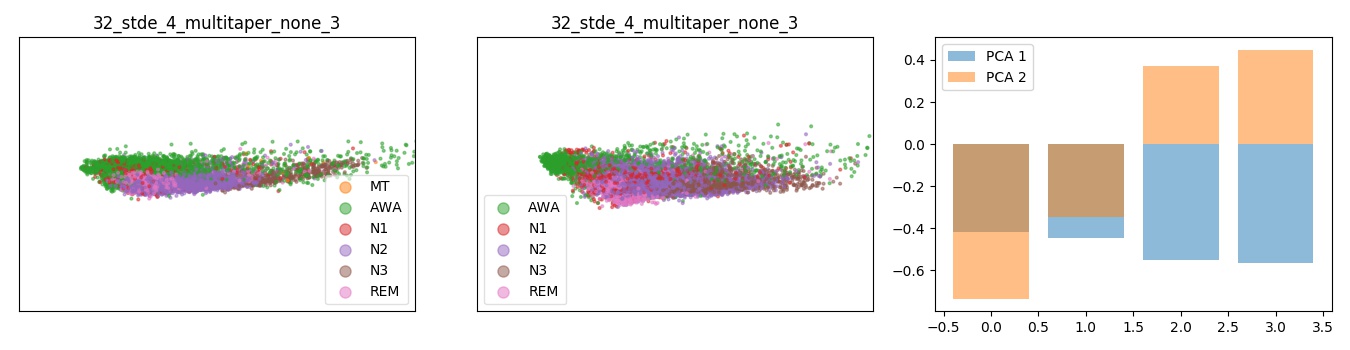 32_stde_4_multitaper_none_3
MT
AWA
N1
N2
N3
REM
32_stde_4_multitaper_none_3
AWA
N1
N2
N3
REM
PCA 1
PCA 2
0.4
0.2
0.0
−0.2
−0.4
−0.6
−0.5 0.0 0.5 1.0 1.5 2.0 2.5 3.0 3.5